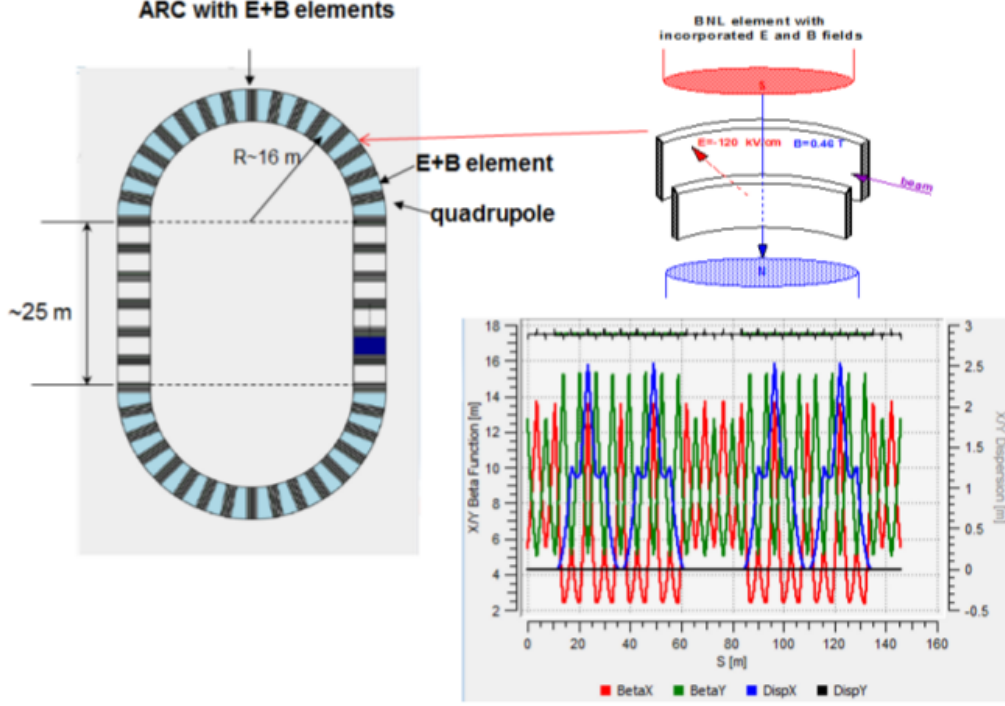 ARC with E+B elements
R~16 m
E+B element
quadrupole
~25 m
BNL element with
incorporated E and B fields
S
E=-120 kV/cm B=0.46 T
beam
N
18
16
14
12
10
8
6
4
2
X/Y Beta Function [m]
3
2.5
2
1.5
1
0.5
0
-0.5
X/Y Dispersion [m]
0 20 40 60 80 100 120 140 160
S [m]
BetaX BetaY DispX DispY